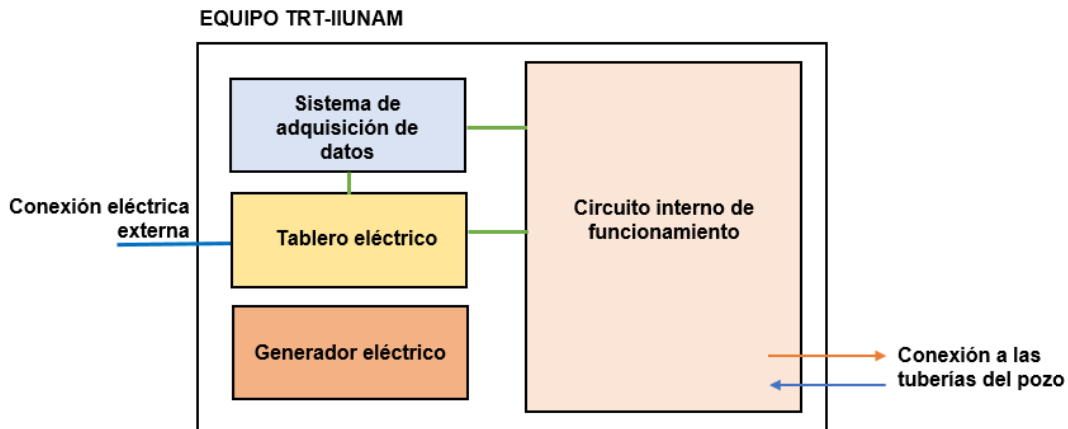 EQUIPO TRT-IIUNAM
Sistema de
adquisición de
datos
Conexión eléctrica
externa
Tablero eléctrico
Circuito interno de
funcionamiento
Generador eléctrico
Conexión a las
tuberías del pozo